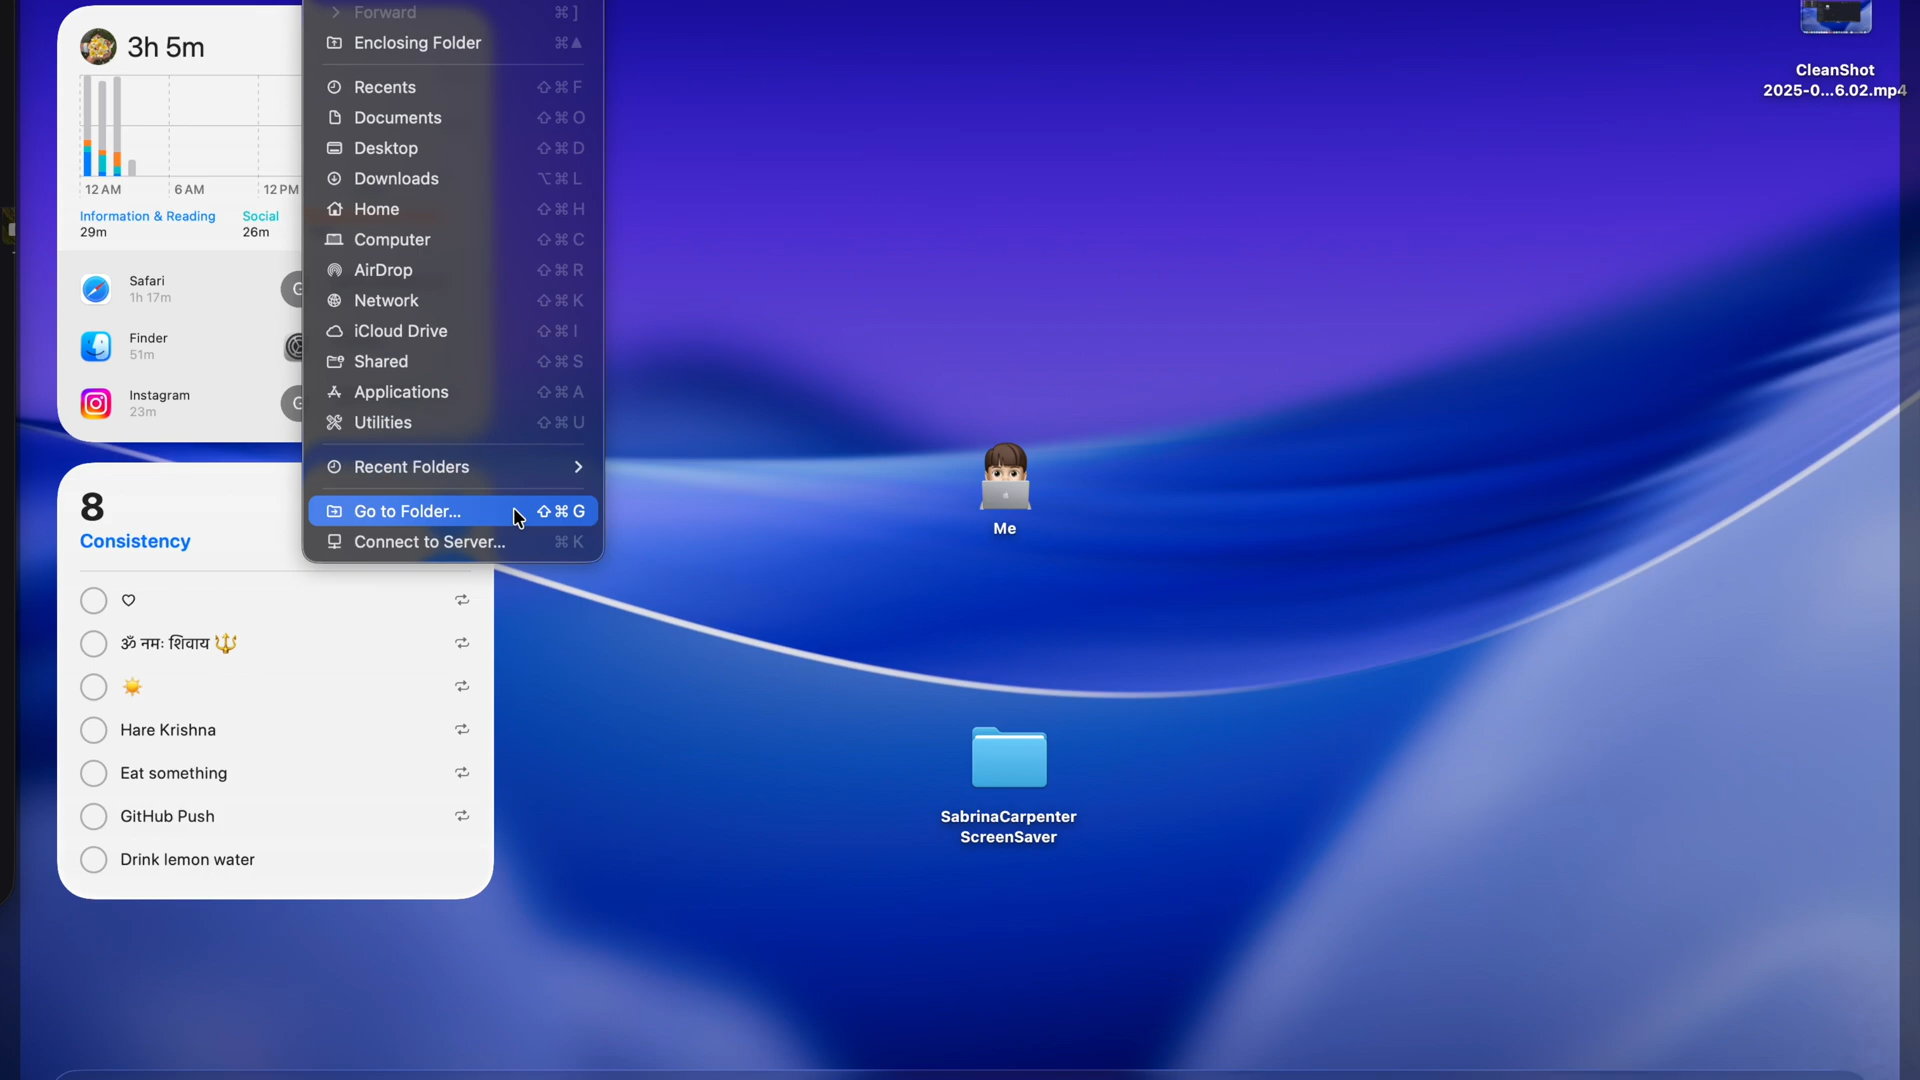 3h 5m
12 AM
6 AM
12 PM
Information & Reading
Social
29m
26m
Safari
1h 17m
Finder
51m
Instagram
23m
8
Consistency
♡
ॐ नमः शिवाय 🔱
☀️
Hare Krishna
Eat something
GitHub Push
Drink lemon water
Forward ⌘ ]
Enclosing Folder ⌘▲
Recents ⇧⌘F
Documents ⇧⌘O
Desktop ⇧⌘D
Downloads ⌥⌘L
Home ⇧⌘H
Computer ⇧⌘C
AirDrop ⇧⌘R
Network ⇧⌘K
iCloud Drive ⇧⌘I
Shared ⇧⌘S
Applications ⇧⌘A
Utilities ⇧⌘U
Recent Folders
Go to Folder... ⇧⌘G
Connect to Server... ⌘K
Me
SabrinaCarpenter
ScreenSaver
CleanShot
2025-0...6.02.mp4